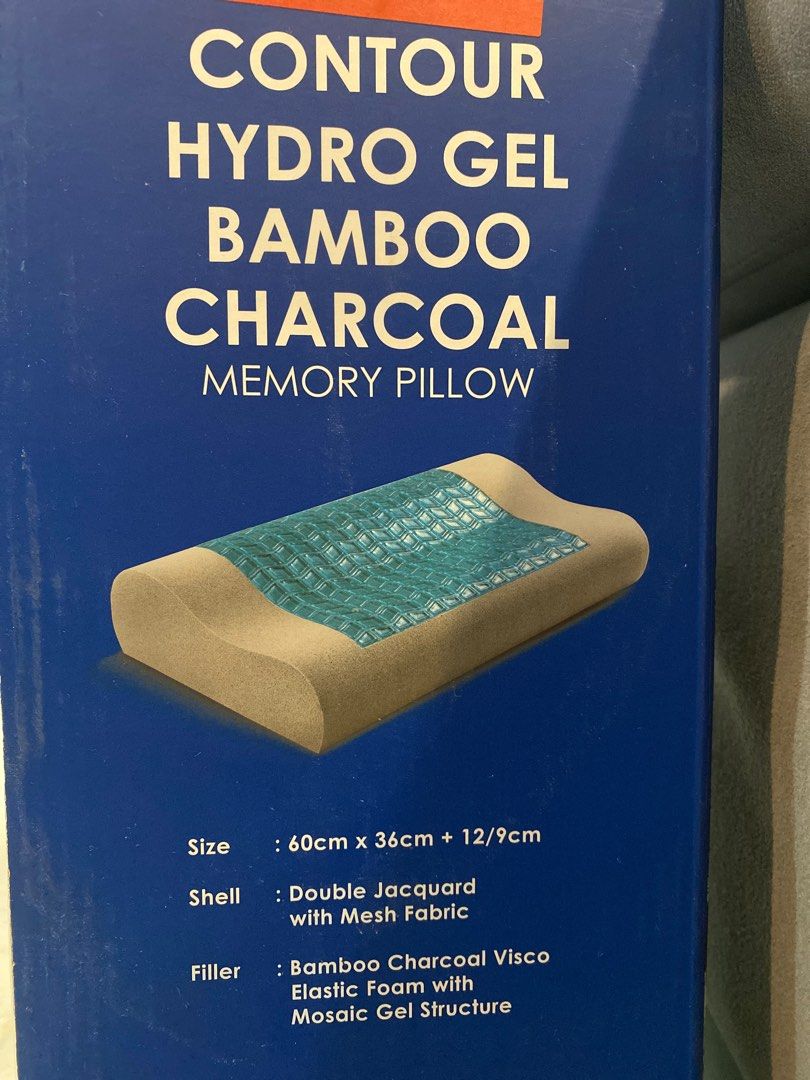 CONTOUR
HYDRO GEL
BAMBOO
CHARCOAL
MEMORY PILLOW
Size : 60cm x 36cm + 12/9cm
Shell : Double Jacquard
with Mesh Fabric
Filler : Bamboo Charcoal Visco
Elastic Foam with
Mosaic Gel Structure